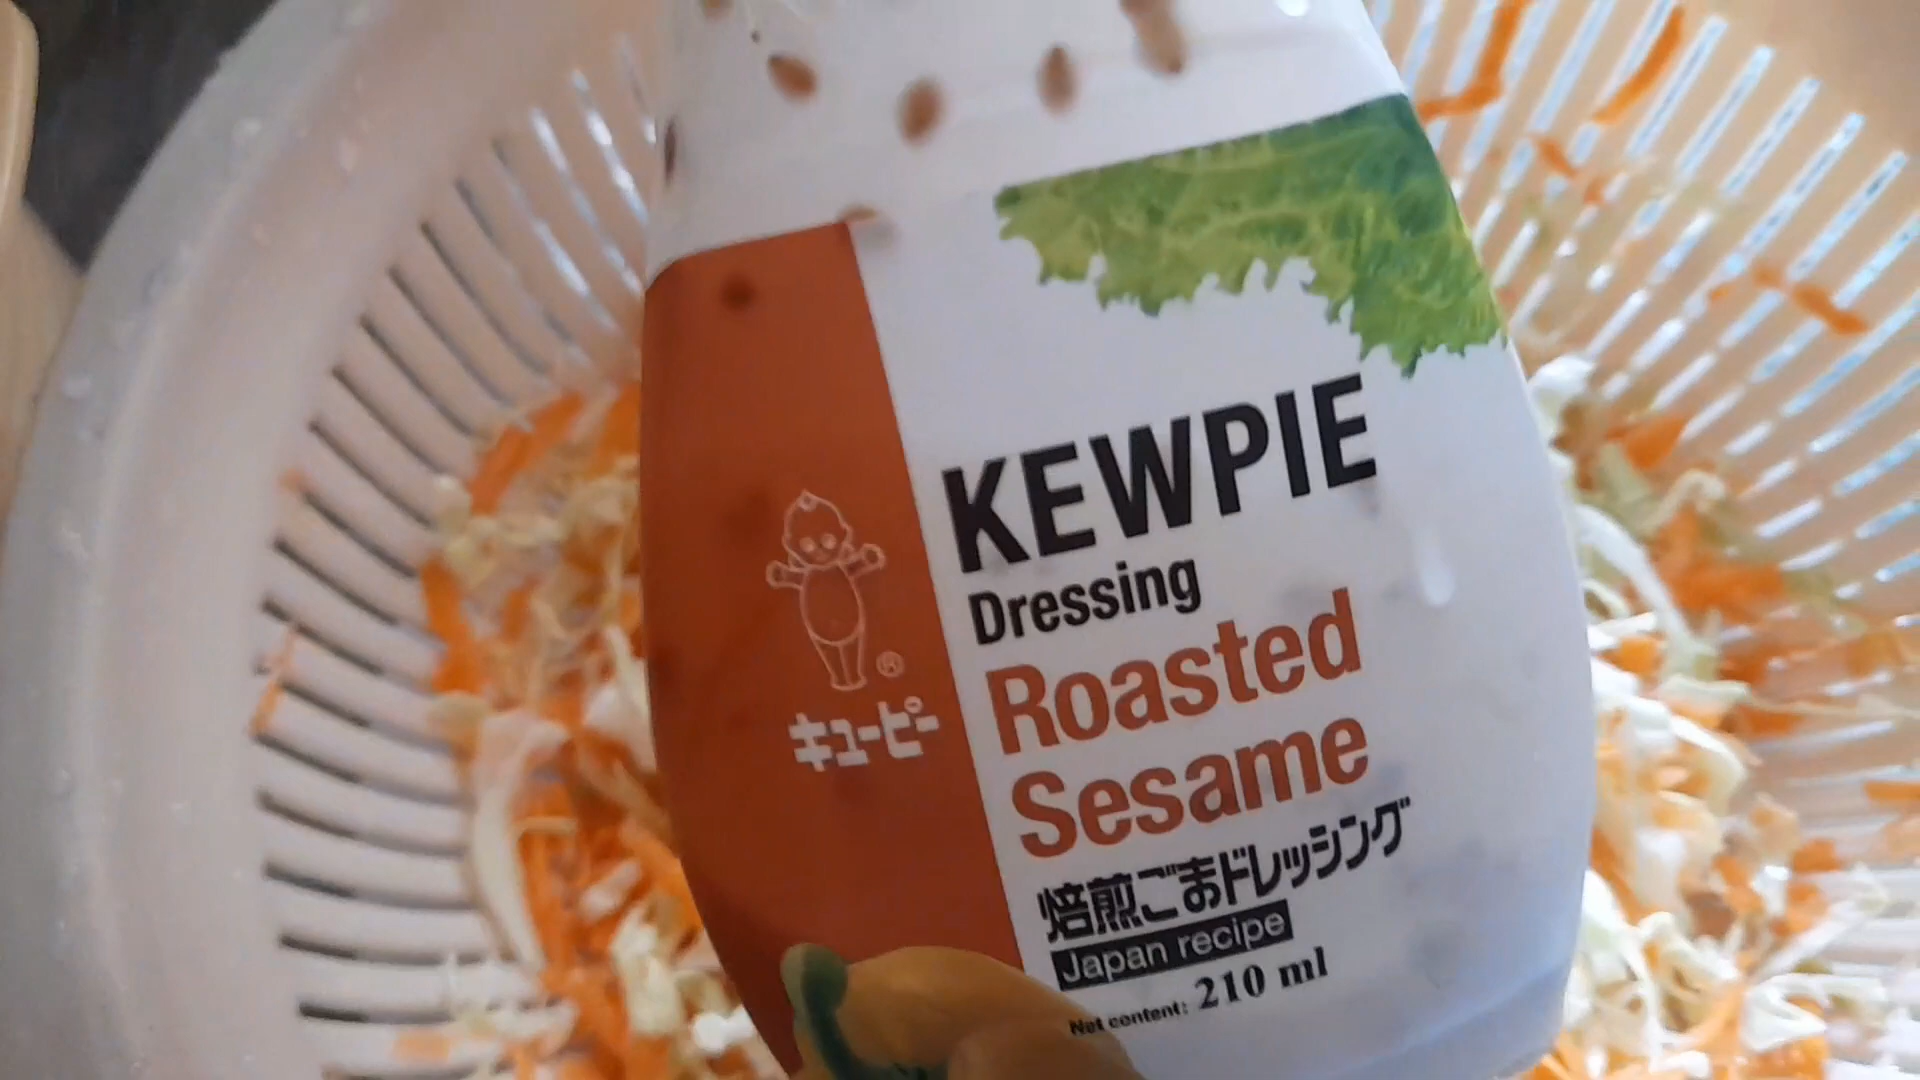 KEWPIE
Dressing
Roasted
Sesame
焙煎ごまドレッシング
Japan recipe
Net content: 210 ml
®
キューピー